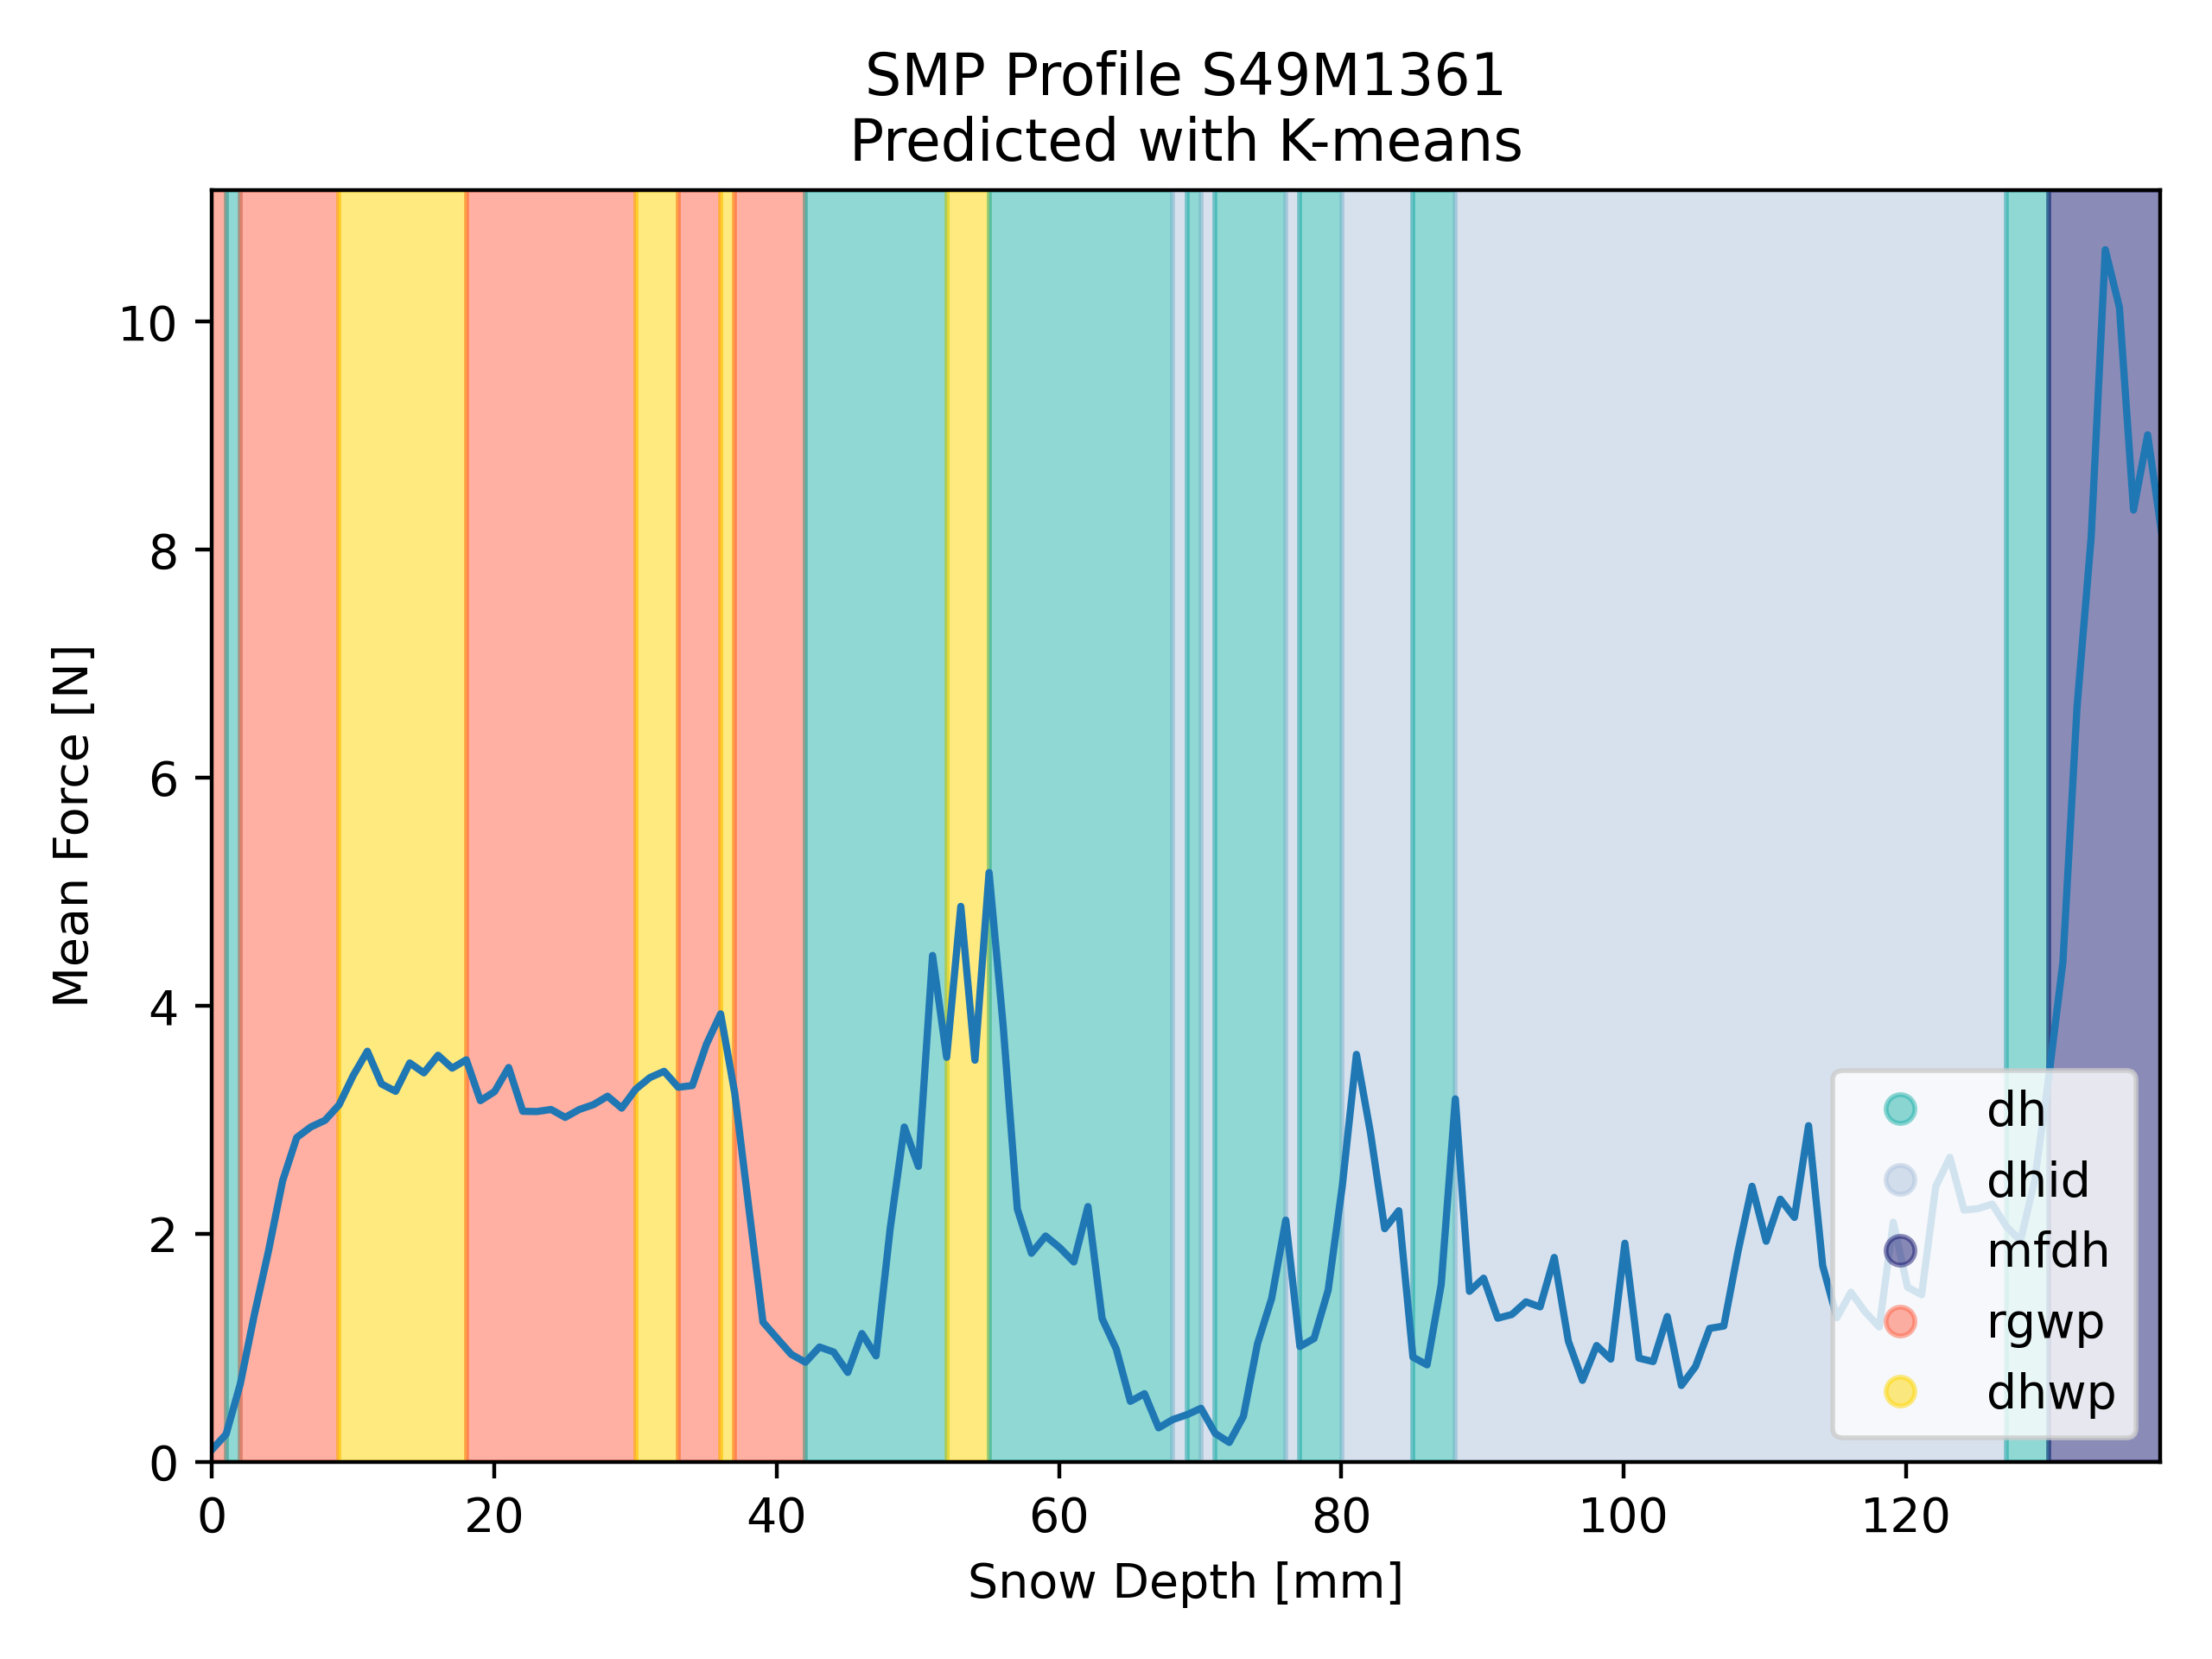 SMP Profile S49M1361
Predicted with K-means
Mean Force [N]
10
8
6
4
2
0
0 20 40 60 80 100 120
Snow Depth [mm]
dh
dhid
mfdh
rgwp
dhwp